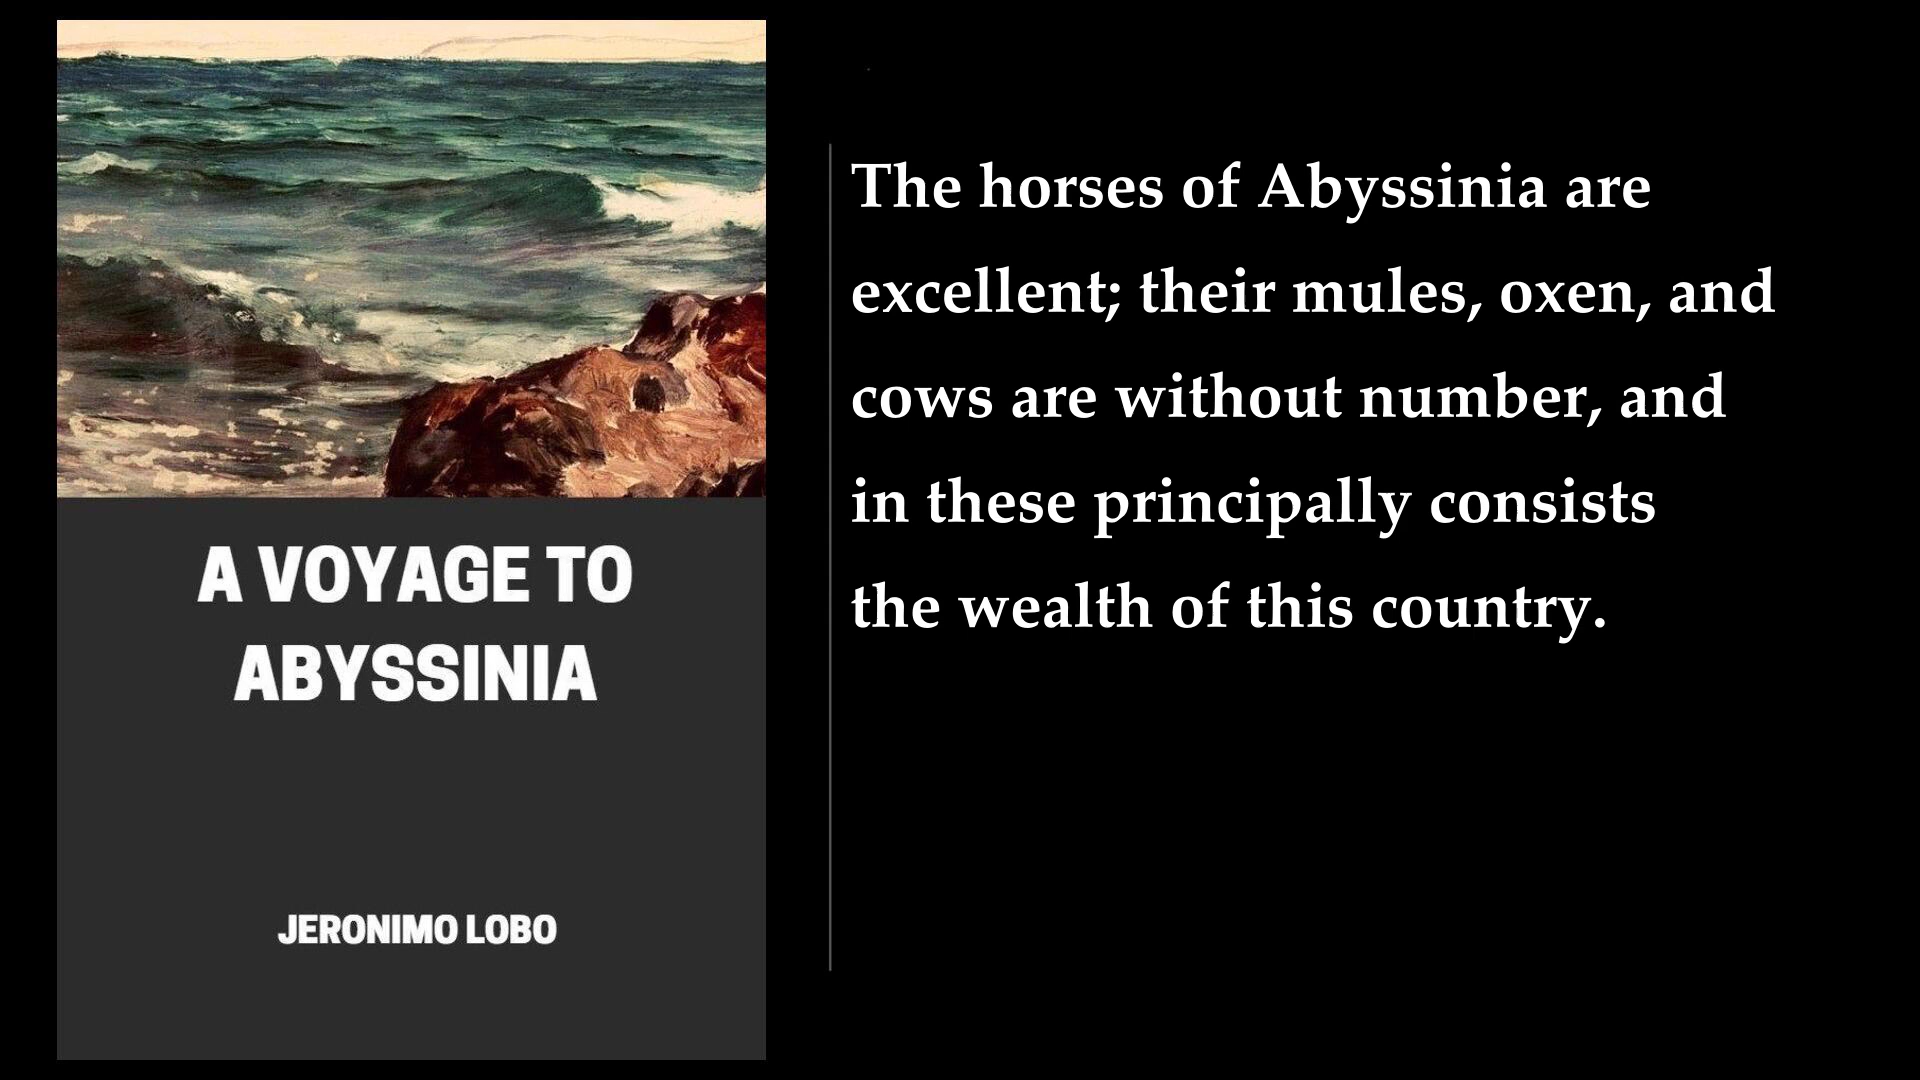 A VOYAGE TO
ABYSSINIA
JERONIMO LOBO
The horses of Abyssinia are
excellent; their mules, oxen, and
cows are without number, and
in these principally consists
the wealth of this country.